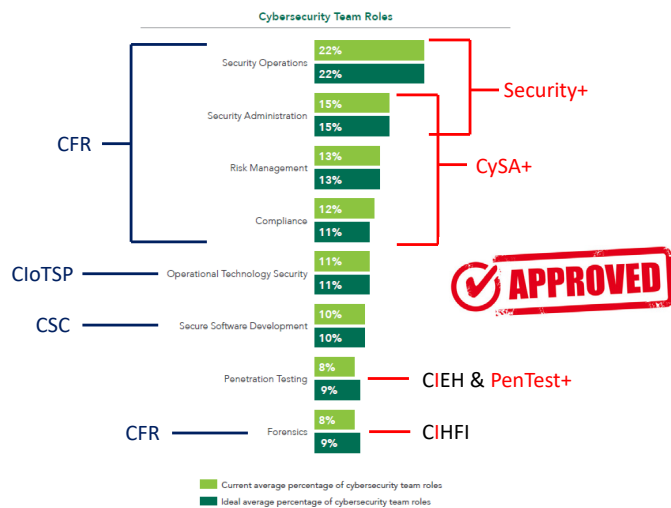 Cybersecurity Team Roles
22%
Security Operations
22%
Security+
15%
Security Administration
15%
CFR
13%
CySA+
Risk Management
13%
12%
Compliance
11%
11%
CIoTSP
Operational Technology Security
11%
APPROVED
10%
CSC
Secure Software Development
10%
8%
Penetration Testing
CIEH & PenTest+
9%
8%
CFR
Forensics
CIHFI
9%
Current average percentage of cybersecurity team roles
Ideal average percentage of cybersecurity team roles